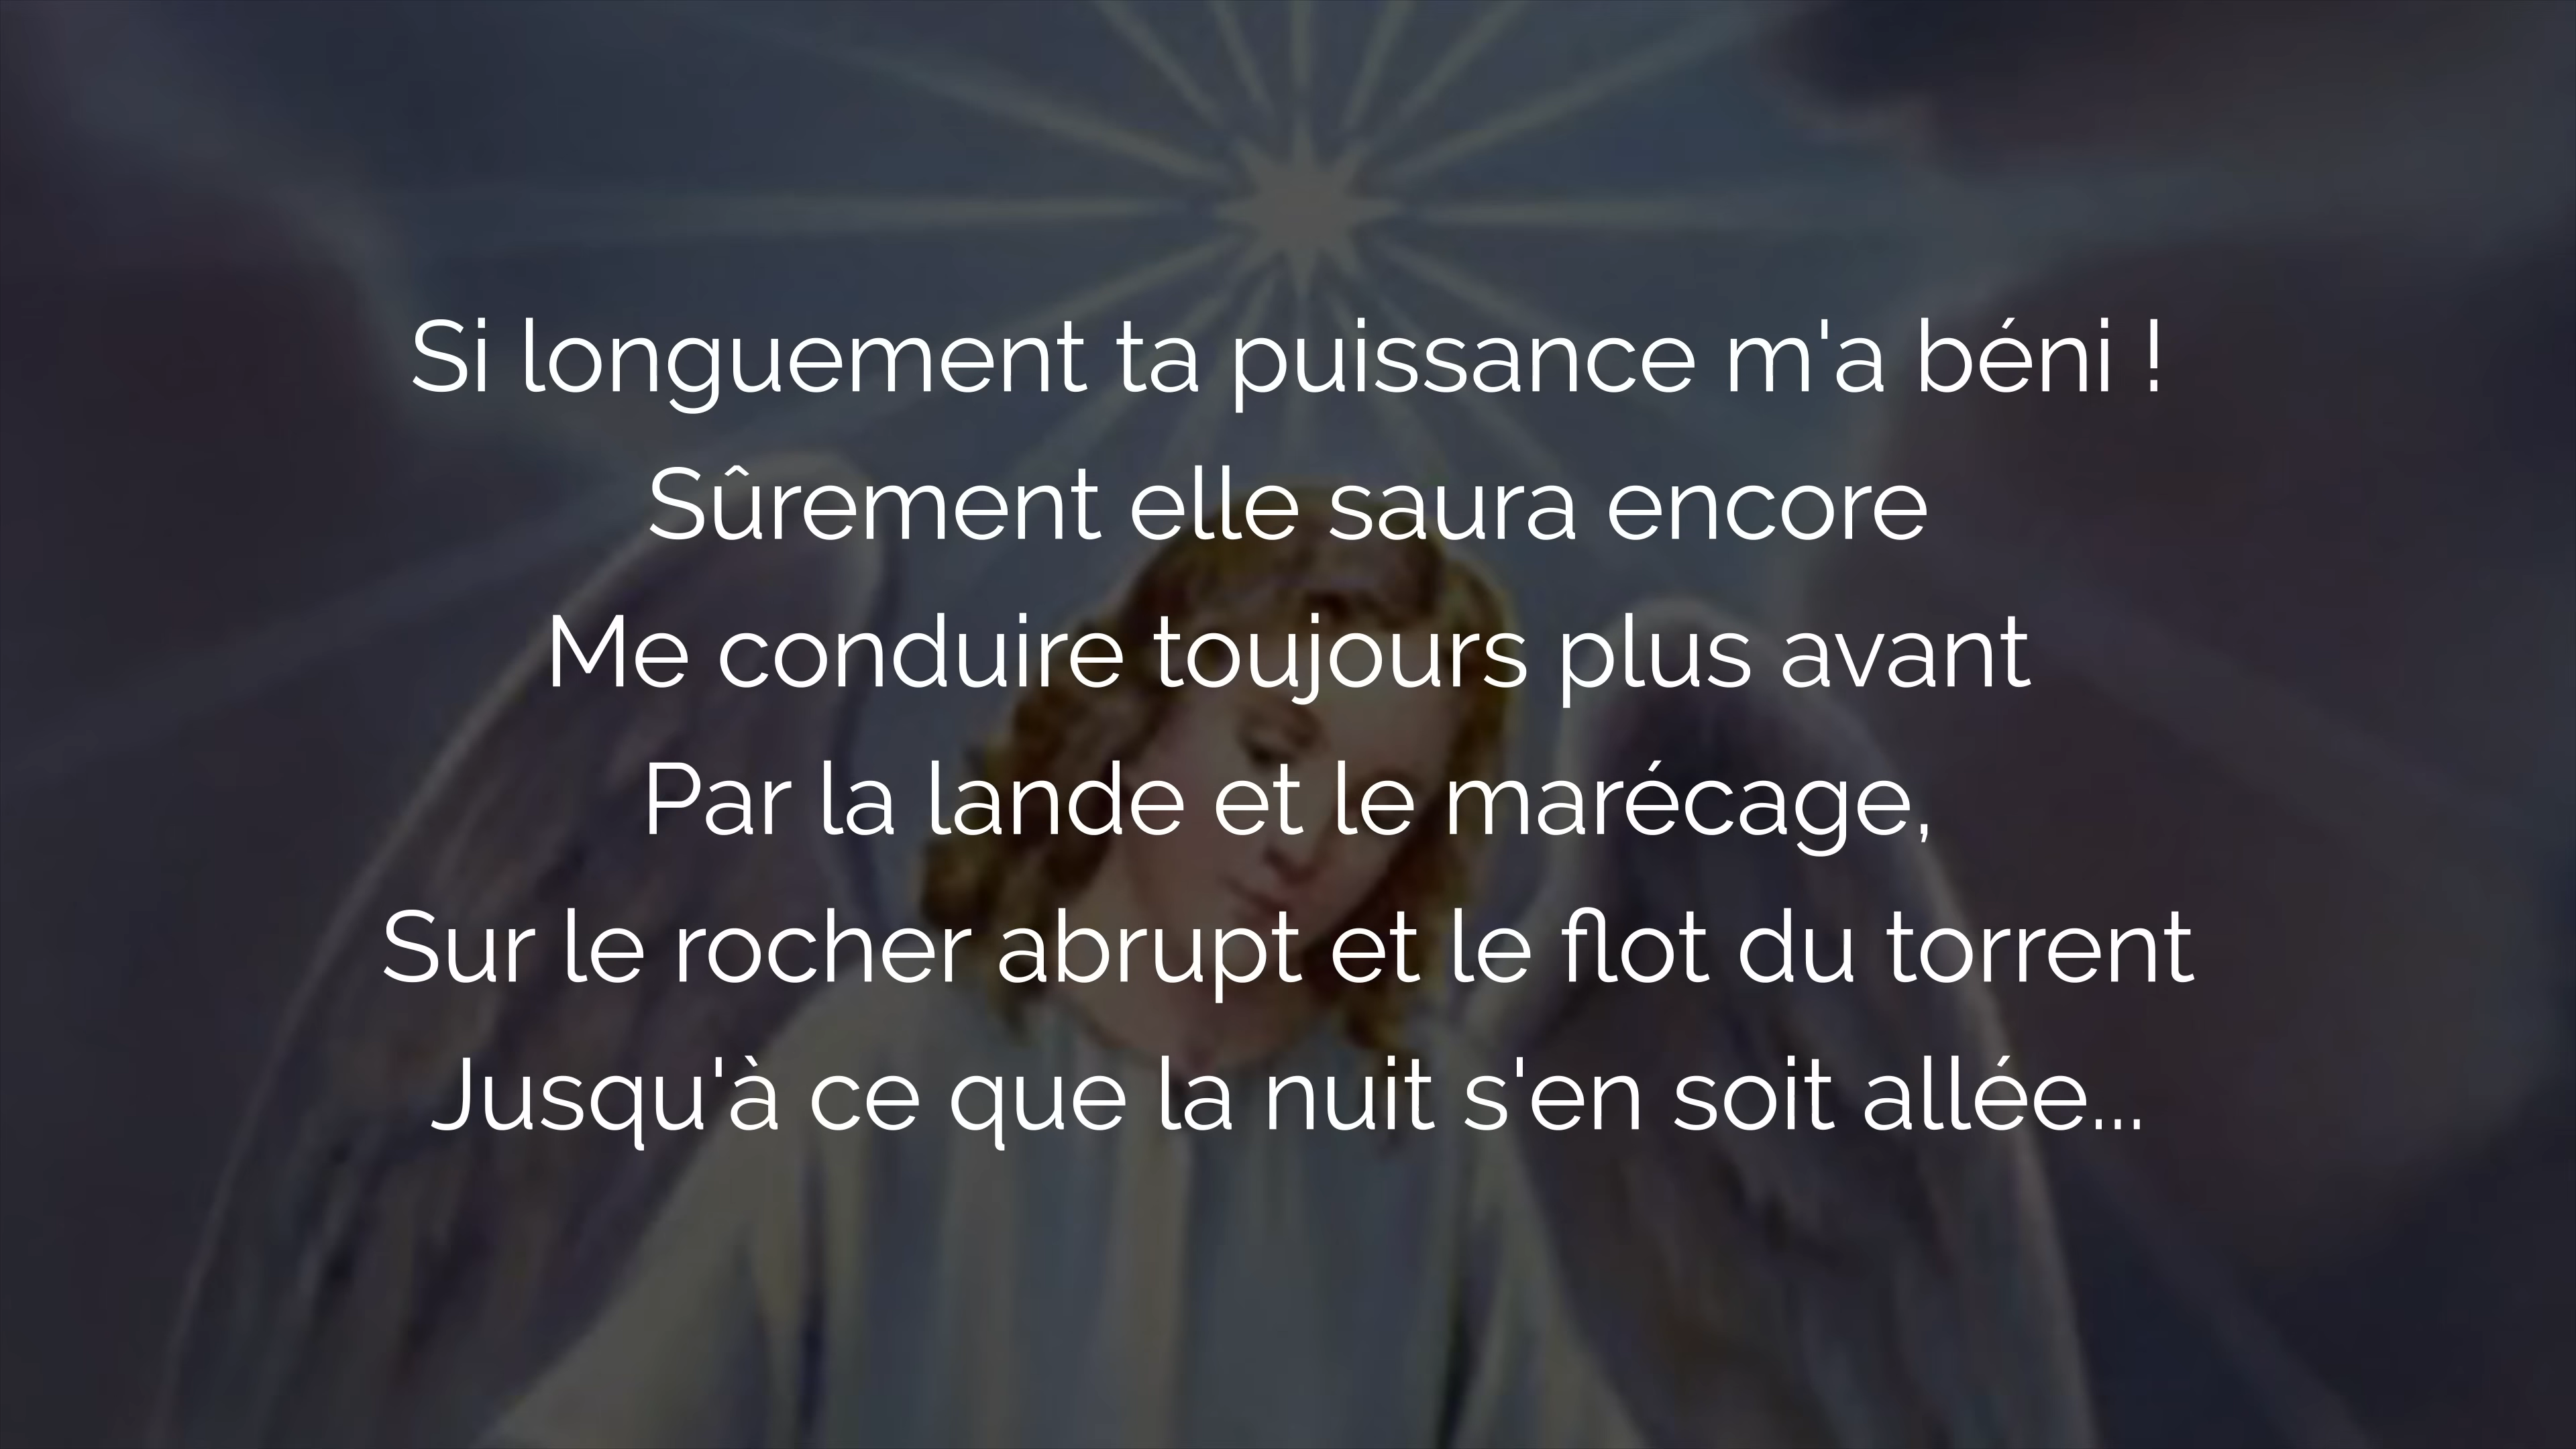 Si longuement ta puissance m'a béni !
Sûrement elle saura encore
Me conduire toujours plus avant
Par la lande et le marécage,
Sur le rocher abrupt et le flot du torrent
Jusqu'à ce que la nuit s'en soit allée...